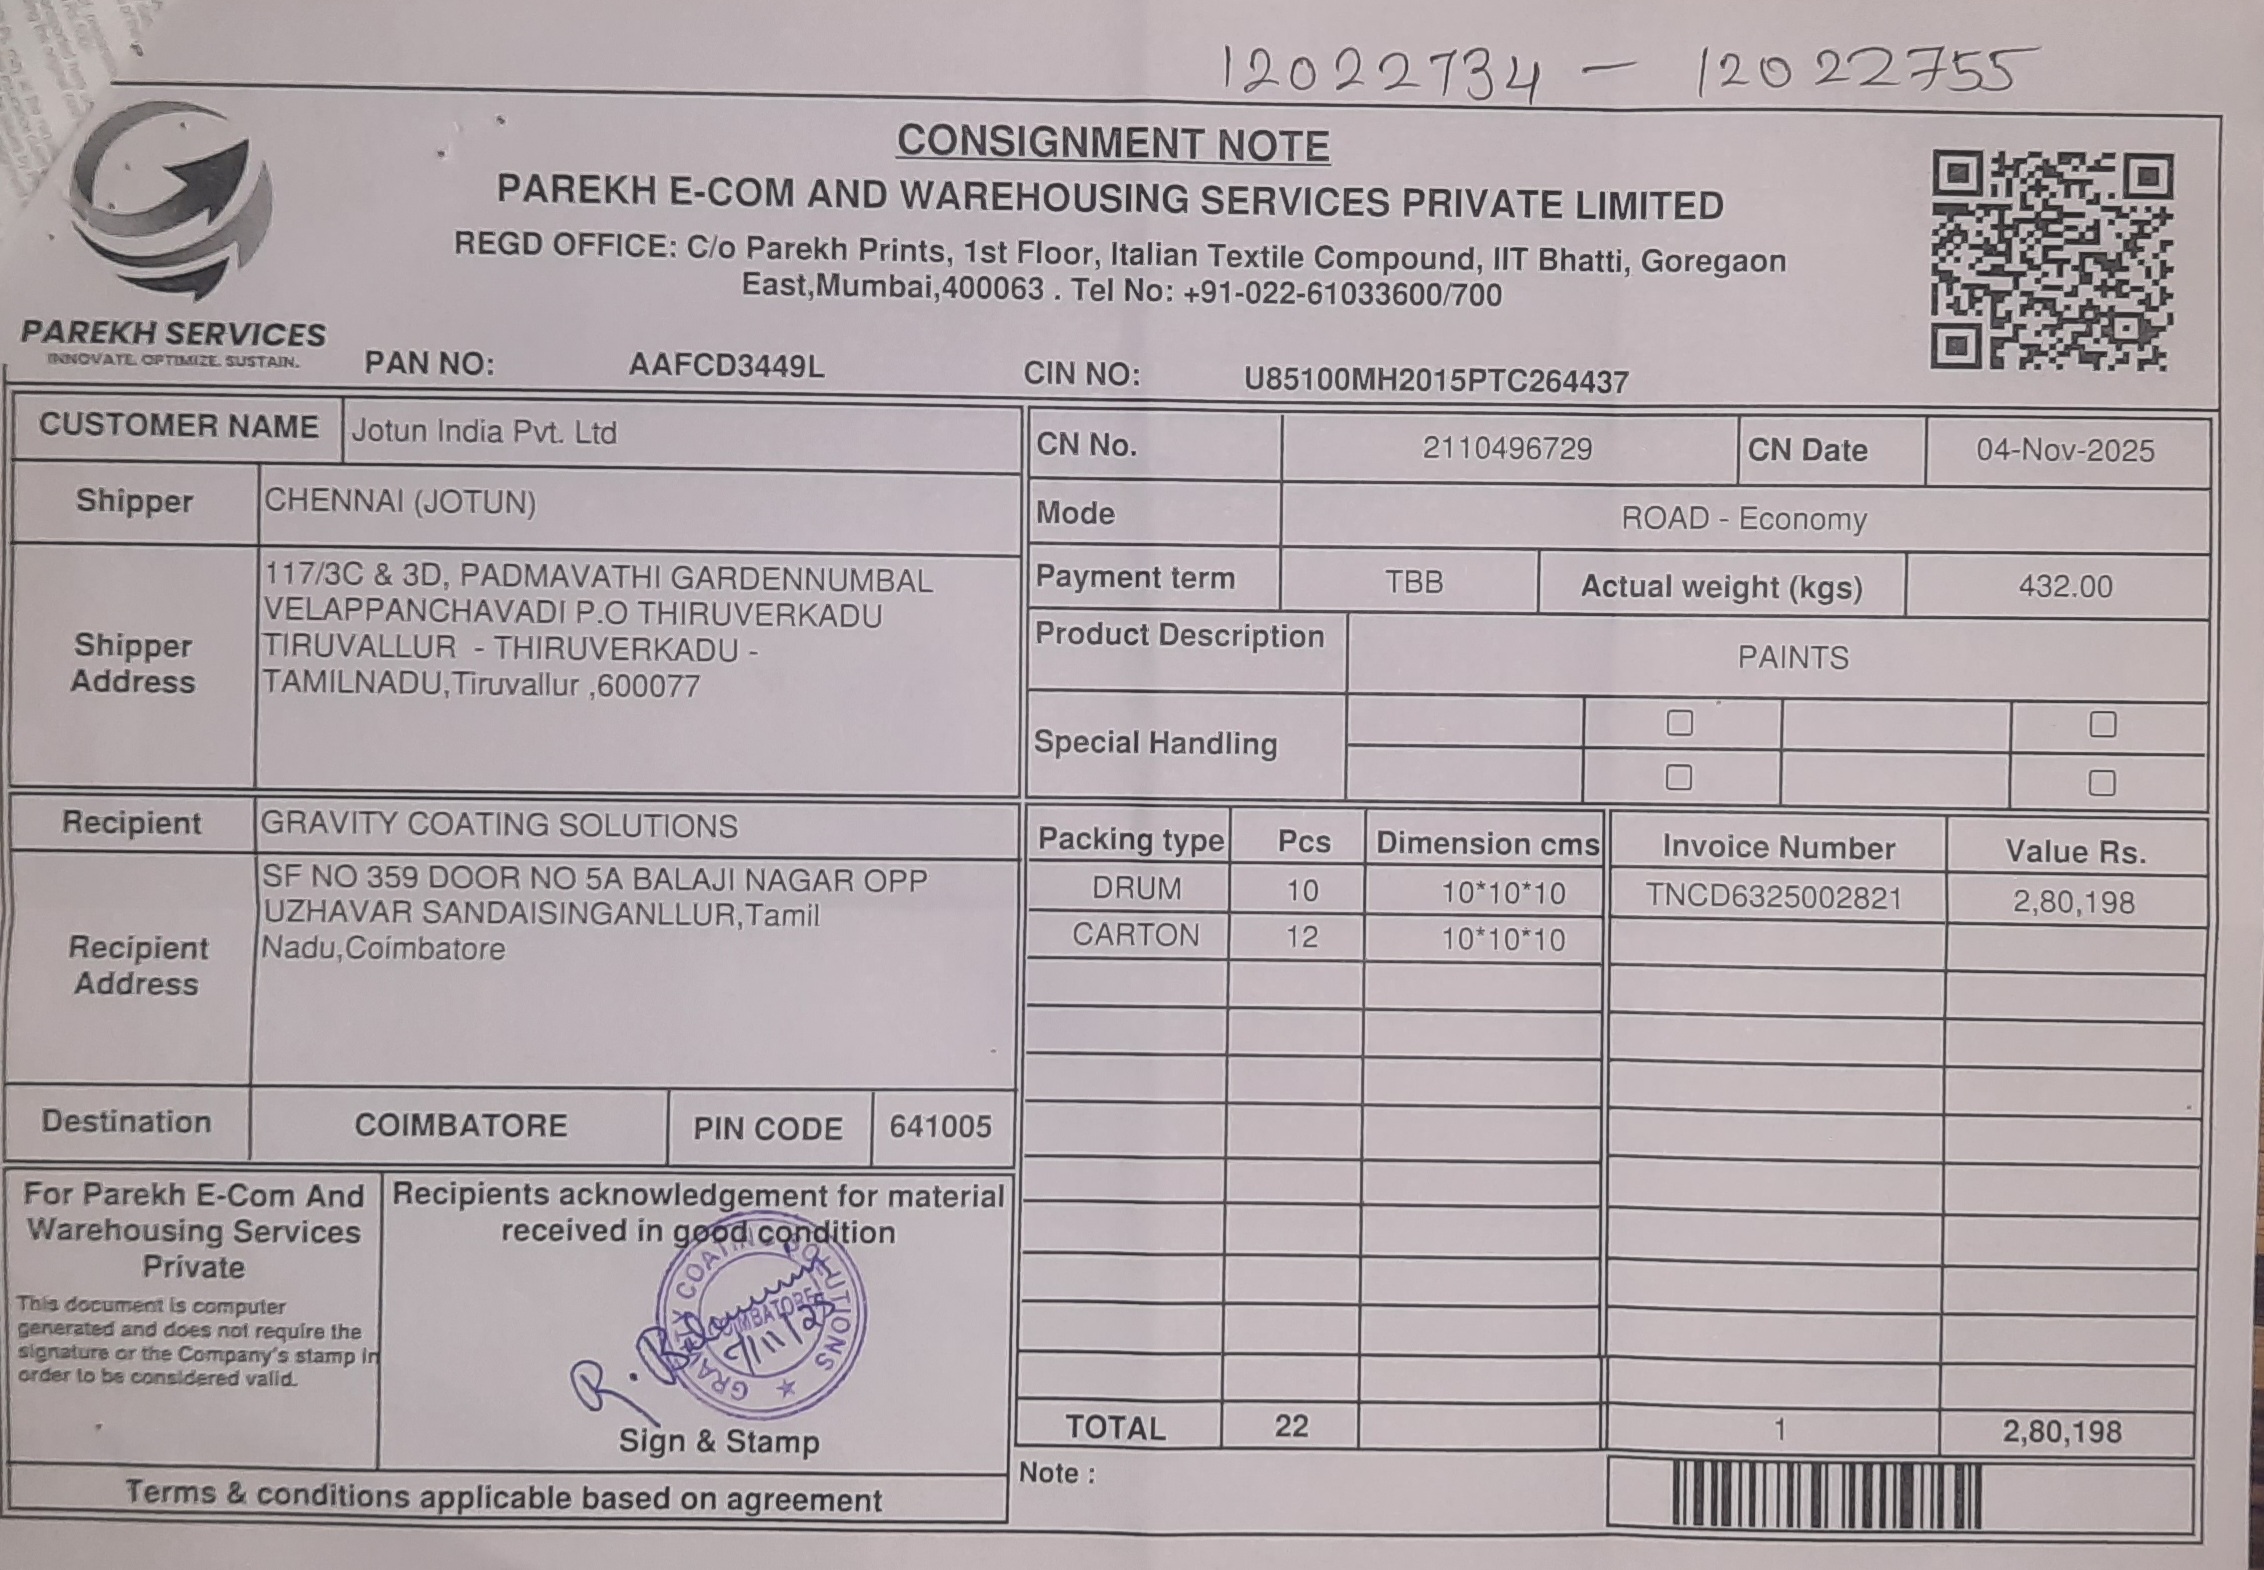 12022734 - 12022755
CONSIGNMENT NOTE
PAREKH E-COM AND WAREHOUSING SERVICES PRIVATE LIMITED
REGD OFFICE: C/o Parekh Prints, 1st Floor, Italian Textile Compound, IIT Bhatti, Goregaon
East,Mumbai,400063 . Tel No: +91-022-61033600/700
PAREKH SERVICES
INNOVATE. OPTIMIZE. SUSTAIN.
PAN NO: AAFCD3449L CIN NO: U85100MH2015PTC264437
CUSTOMER NAME Jotun India Pvt. Ltd
Shipper CHENNAI (JOTUN)
Shipper Address
117/3C & 3D, PADMAVATHI GARDENNUMBAL
VELAPPANCHAVADI P.O THIRUVERKADU
TIRUVALLUR - THIRUVERKADU -
TAMILNADU,Tiruvallur ,600077
Recipient GRAVITY COATING SOLUTIONS
Recipient Address
SF NO 359 DOOR NO 5A BALAJI NAGAR OPP
UZHAVAR SANDAISINGANLLUR,Tamil
Nadu,Coimbatore
Destination COIMBATORE PIN CODE 641005
For Parekh E-Com And
Warehousing Services
Private
This document is computer
generated and does not require the
signature or the Company's stamp in
order to be considered valid.
Recipients acknowledgement for material
received in good condition
GRAVITY COATING SOLUTIONS
COIMBATORE
Sign & Stamp
Terms & conditions applicable based on agreement
CN No. 2110496729 CN Date 04-Nov-2025
Mode ROAD - Economy
Payment term TBB Actual weight (kgs) 432.00
Product Description PAINTS
Special Handling
Packing type Pcs Dimension cms Invoice Number Value Rs.
DRUM 10 10*10*10 TNCD6325002821 2,80,198
CARTON 12 10*10*10
TOTAL 22 1 2,80,198
Note :